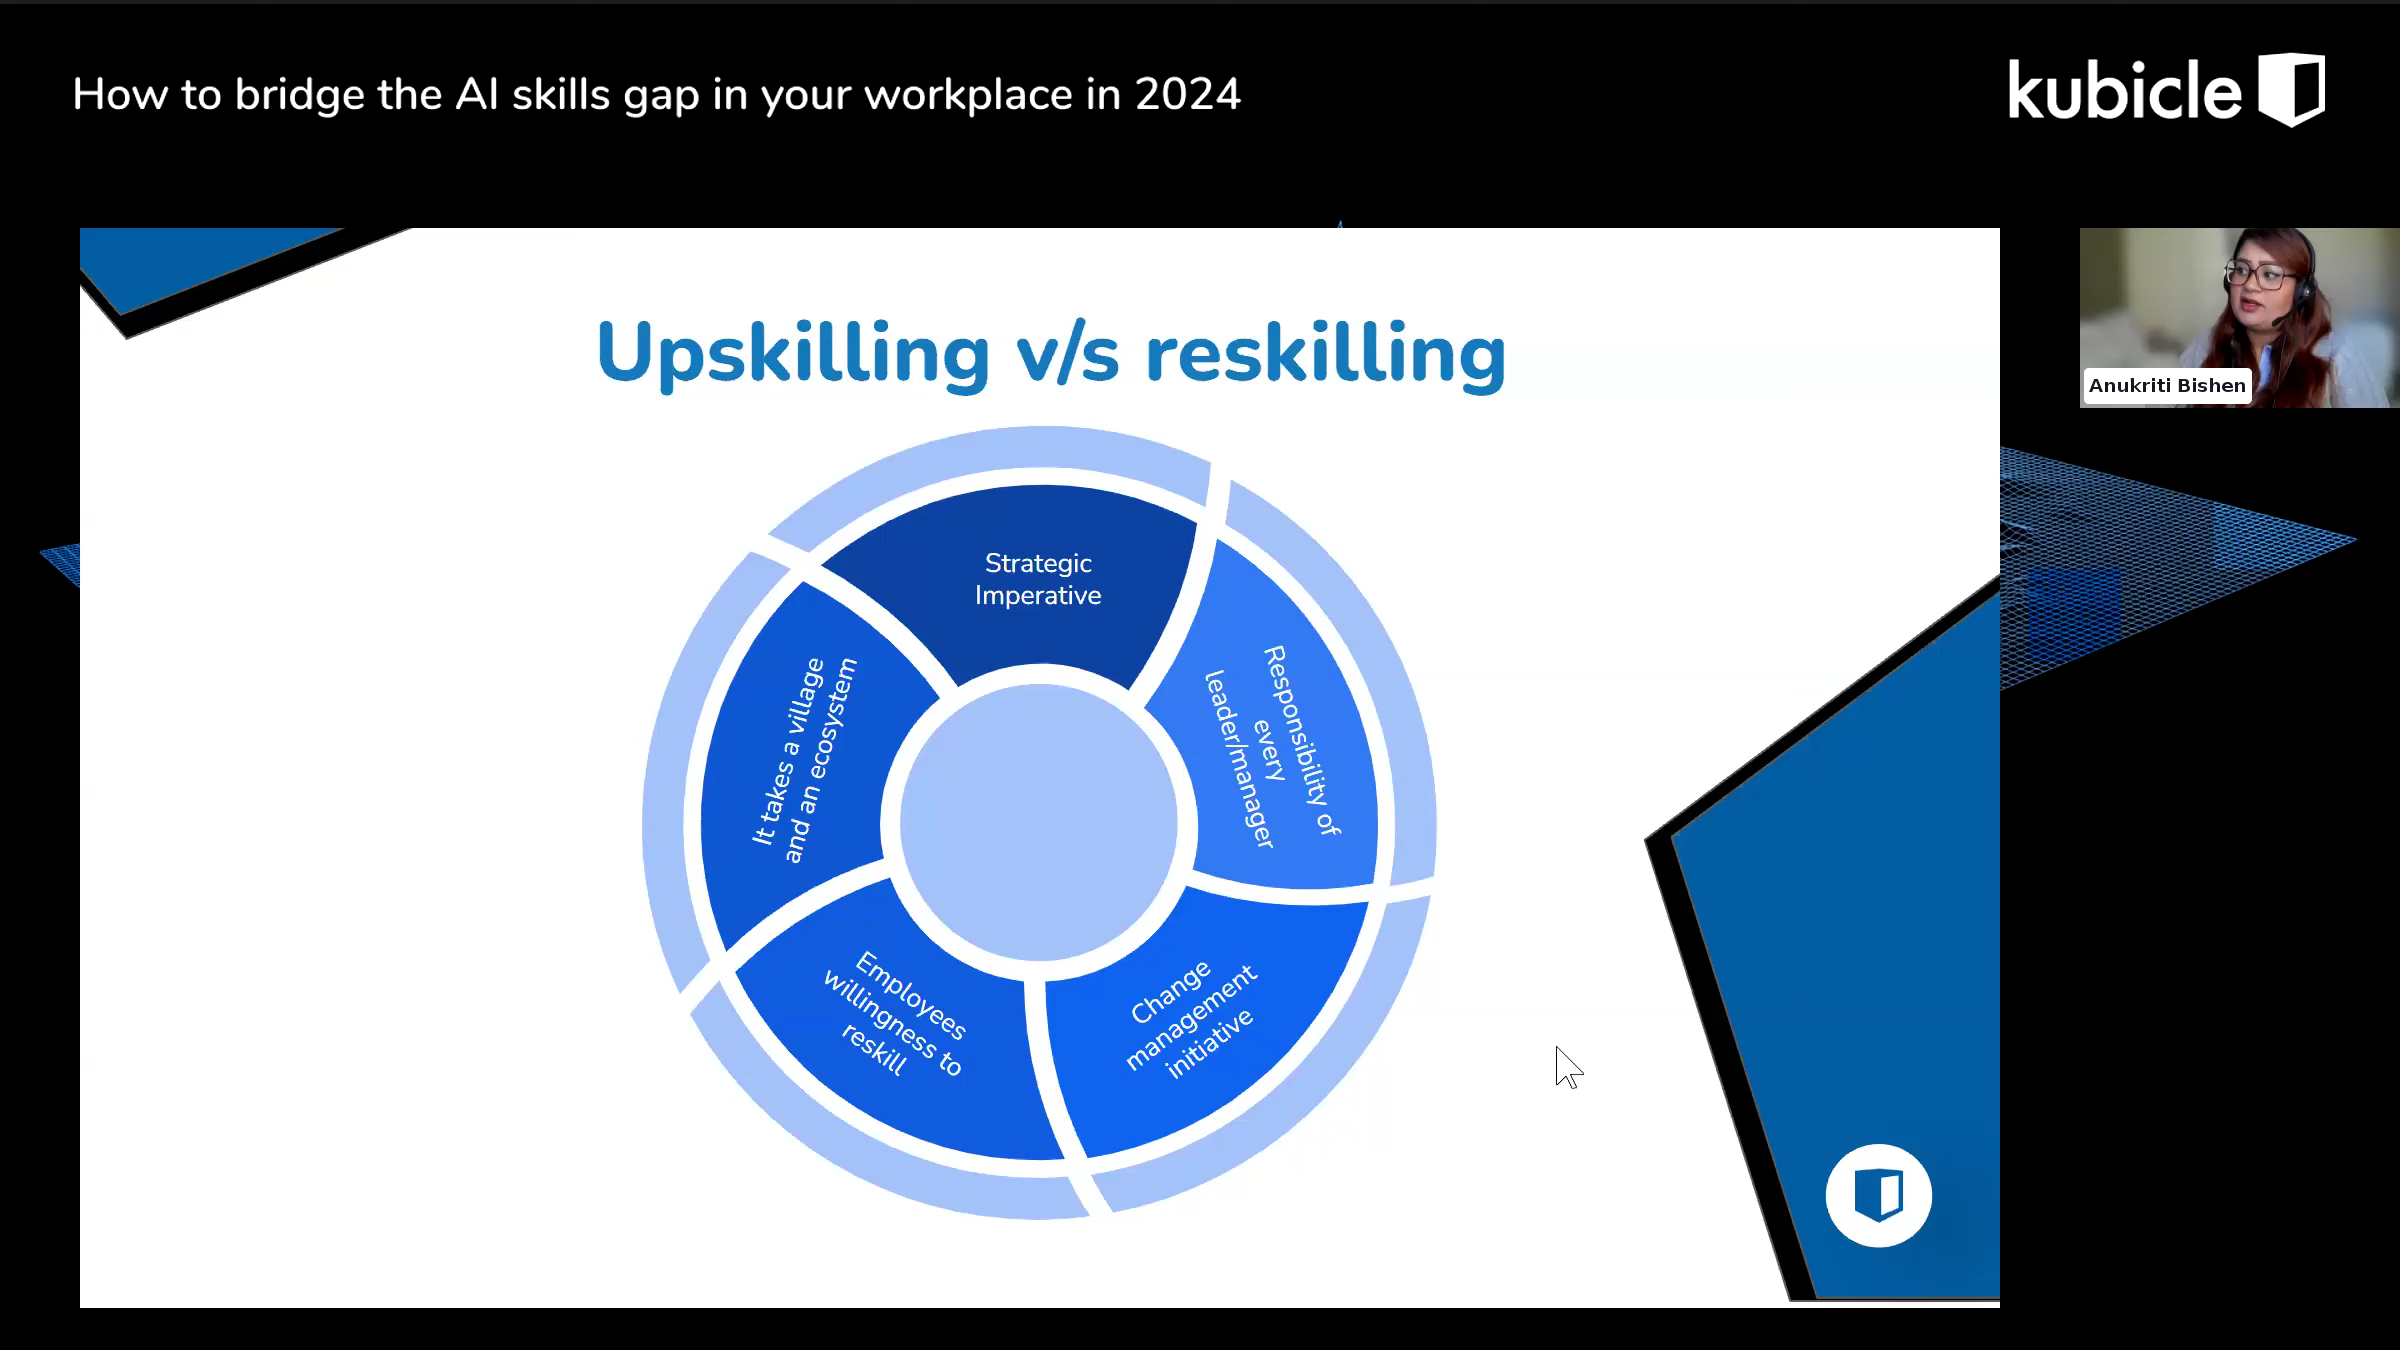 How to bridge the AI skills gap in your workplace in 2024
kubicle
Anukriti Bishen
Upskilling v/s reskilling
Strategic
Imperative
Responsibility of
every
leader/manager
Change
management
initiative
Employees
willingness to
reskill
It takes a village
and an ecosystem